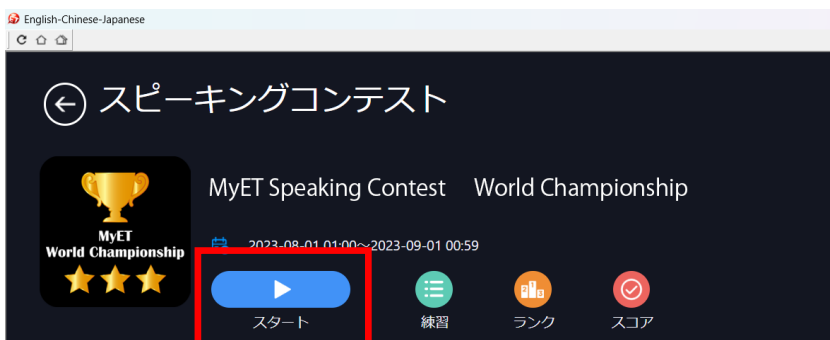 English-Chinese-Japanese
スピーキングコンテスト
MyET Speaking Contest World Championship
MyET
World Championship
2023-08-01 01:00～2023-09-01 00:59
スタート
練習
ランク
スコア